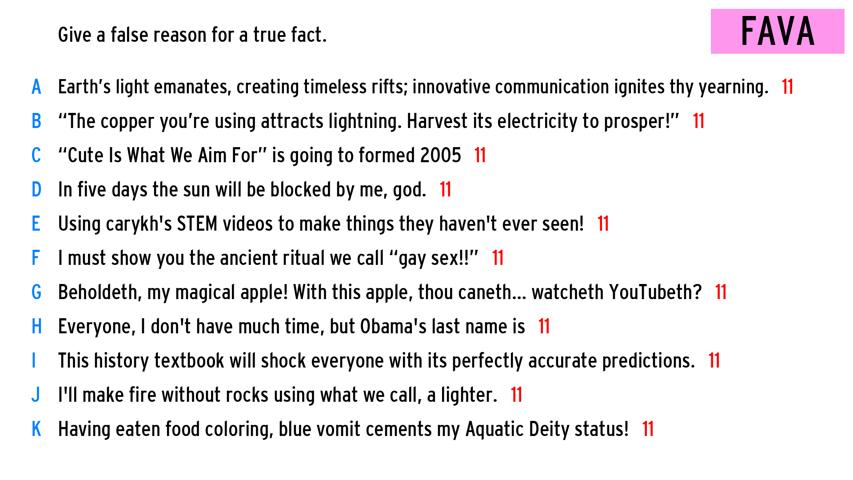 Give a false reason for a true fact.
FAVA
A Earth's light emanates, creating timeless rifts; innovative communication ignites thy yearning. 11
B “The copper you're using attracts lightning. Harvest its electricity to prosper!” 11
C “Cute Is What We Aim For” is going to formed 2005 11
D In five days the sun will be blocked by me, god. 11
E Using carykh's STEM videos to make things they haven't ever seen! 11
F I must show you the ancient ritual we call “gay sex!!” 11
G Beholdeth, my magical apple! With this apple, thou caneth... watcheth YouTubeth? 11
H Everyone, I don't have much time, but Obama's last name is 11
I This history textbook will shock everyone with its perfectly accurate predictions. 11
J I'll make fire without rocks using what we call, a lighter. 11
K Having eaten food coloring, blue vomit cements my Aquatic Deity status! 11